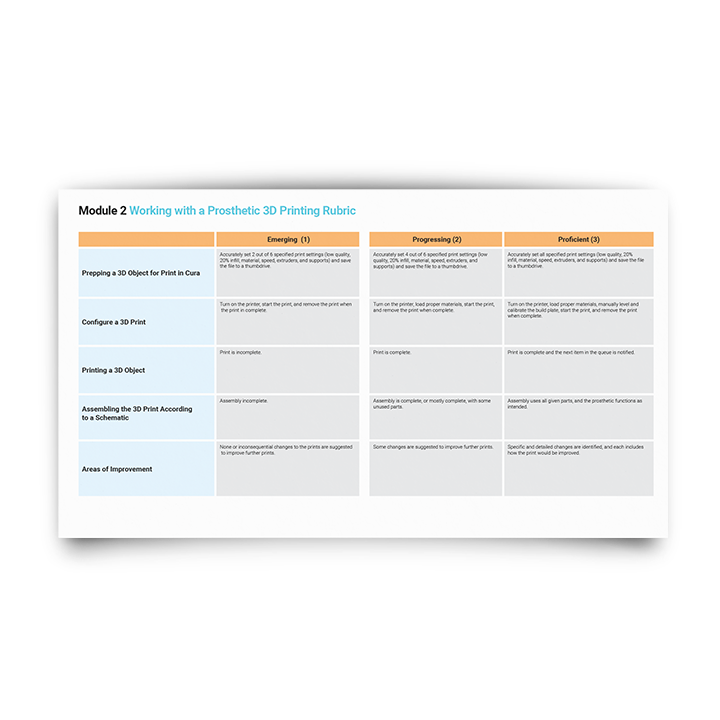 Module 2 Working with a Prosthetic 3D Printing Rubric
Emerging (1)
Progressing (2)
Proficient (3)
Prepping a 3D Object for Print in Cura
Accurately set 2 out of 6 specified print settings (low quality,
20% infill, material, speed, extruders, and supports) and save
the file to a thumbdrive.
Accurately set 4 out of 6 specified print settings (low
quality, 20% infill, material, speed, extruders, and
supports) and save the file to a thumbdrive.
Accurately set all specified print settings (low quality, 20%
infill, material, speed, extruders, and supports) and save the file
to a thumbdrive.
Configure a 3D Print
Turn on the printer, start the print, and remove the print when
the print in complete.
Turn on the printer, load proper materials, start the print,
and remove the print when complete.
Turn on the printer, load proper materials, manually level and
calibrate the build plate, start the print, and remove the print
when complete.
Printing a 3D Object
Print is incomplete.
Print is complete.
Print is complete and the next item in the queue is notified.
Assembling the 3D Print According
to a Schematic
Assembly incomplete.
Assembly is complete, or mostly complete, with some
unused parts.
Assembly uses all given parts, and the prosthetic functions as
intended.
Areas of Improvement
None or inconsequential changes to the prints are suggested
to improve further prints.
Some changes are suggested to improve further prints.
Specific and detailed changes are identified, and each includes
how the print would be improved.